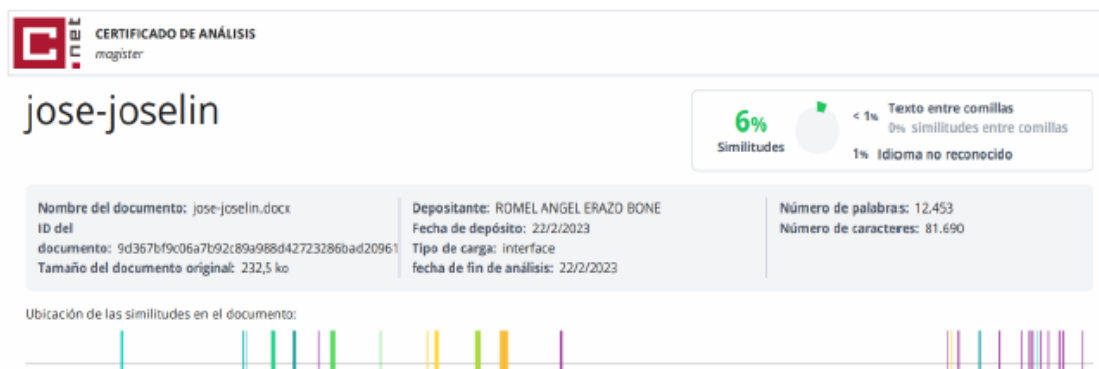 C
.net
CERTIFICADO DE ANÁLISIS
magister
jose-joselin
6%
Similitudes
< 1% Texto entre comillas
0% similitudes entre comillas
1% Idioma no reconocido
Nombre del documento: jose-joselin.docx
ID del
documento: 9d367bf9c06a7b92c89a988d42723286bad20961
Tamaño del documento original: 232,5 ko
Depositante: ROMEL ANGEL ERAZO BONE
Fecha de depósito: 22/2/2023
Tipo de carga: interface
fecha de fin de análisis: 22/2/2023
Número de palabras: 12.453
Número de caracteres: 81.690
Ubicación de las similitudes en el documento: